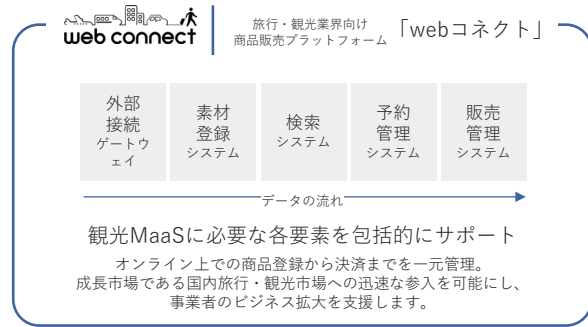 web connect
旅行・観光業界向け
商品販売プラットフォーム
「webコネクト」
外部
接続
ゲートウ
ェイ
素材
登録
システム
検索
システム
予約
管理
システム
販売
管理
システム
データの流れ
観光MaaSに必要な各要素を包括的にサポート
オンライン上での商品登録から決済までを一元管理。
成長市場である国内旅行・観光市場への迅速な参入を可能にし、
事業者のビジネス拡大を支援します。